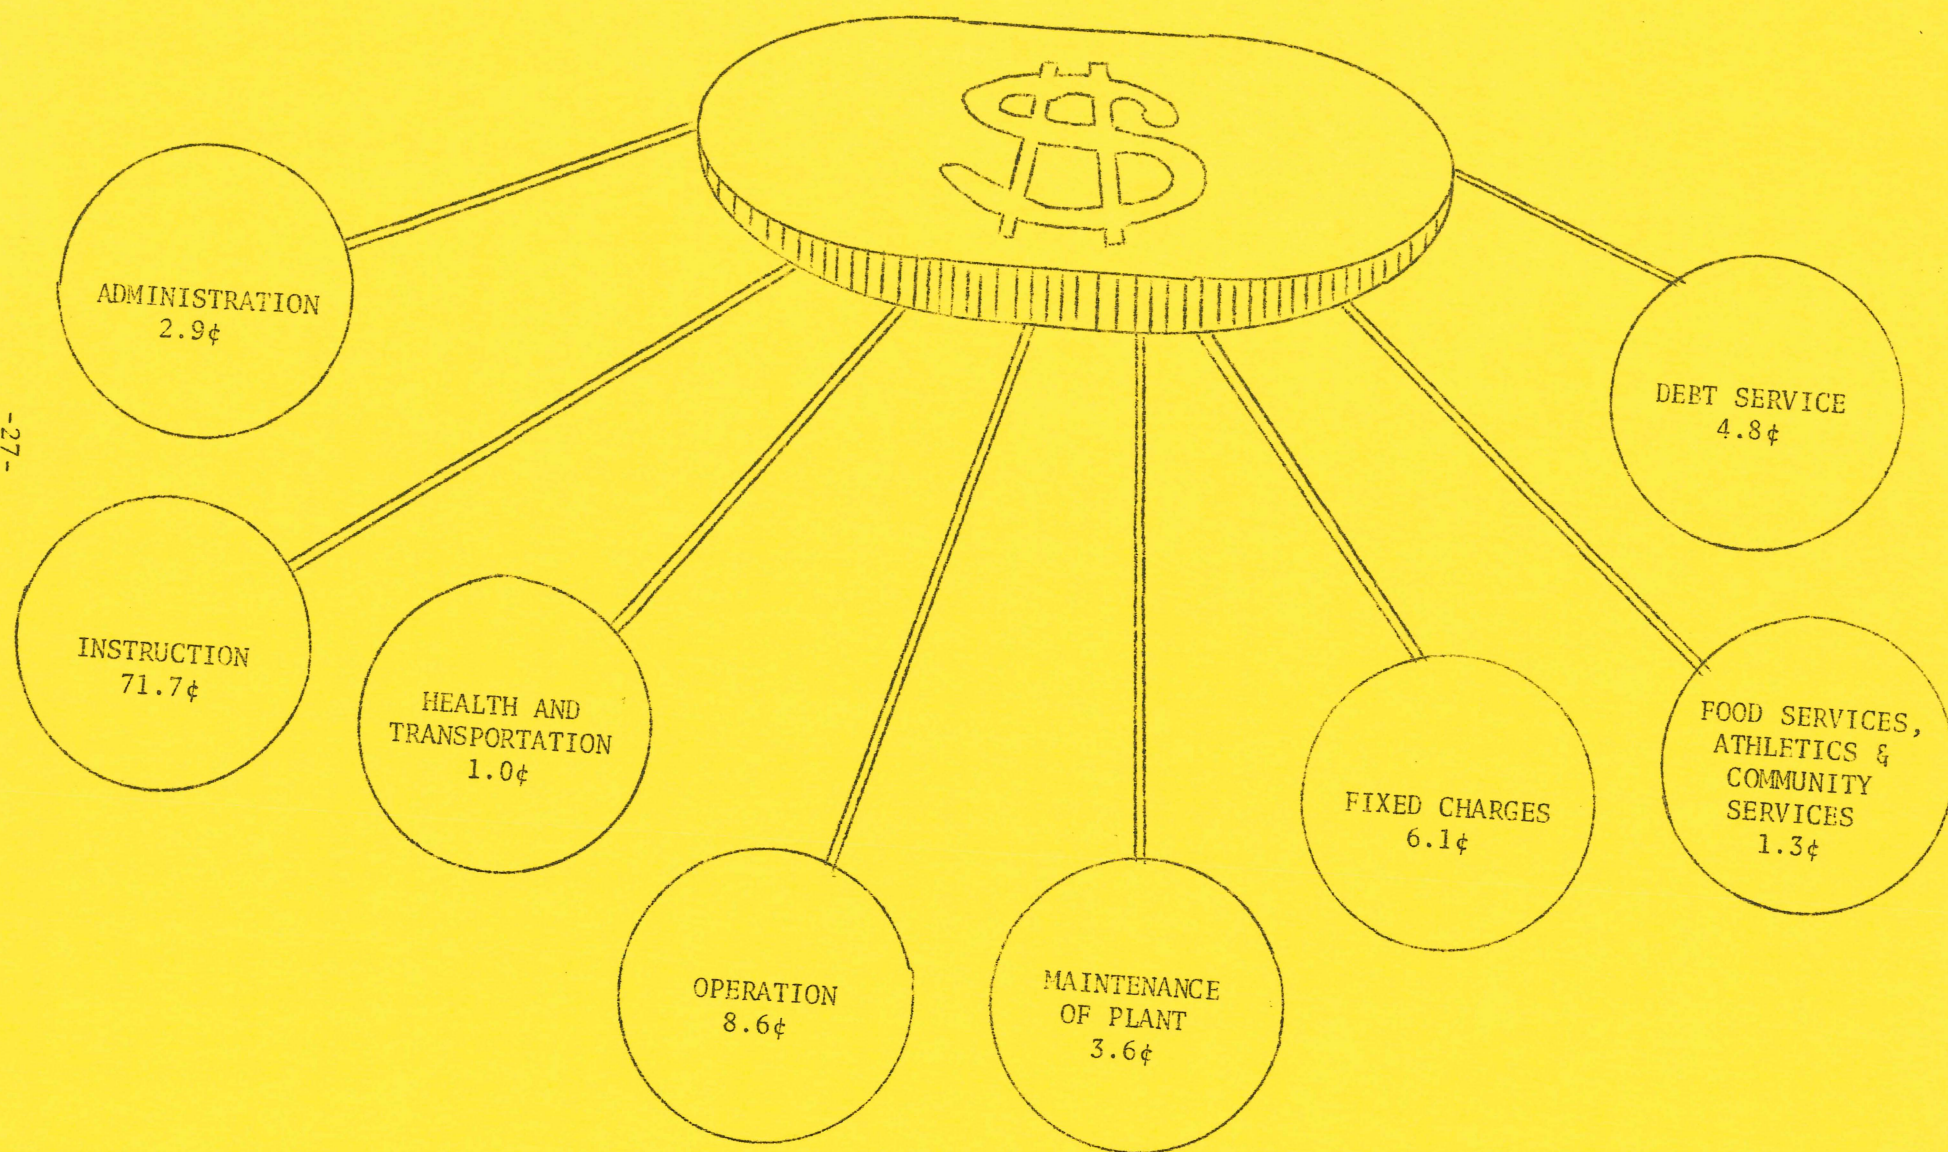 $
ADMINISTRATION
2.9¢
INSTRUCTION
71.7¢
HEALTH AND
TRANSPORTATION
1.0¢
OPERATION
8.6¢
MAINTENANCE
OF PLANT
3.6¢
FIXED CHARGES
6.1¢
FOOD SERVICES,
ATHLETICS &
COMMUNITY
SERVICES
1.3¢
DEBT SERVICE
4.8¢
-27-